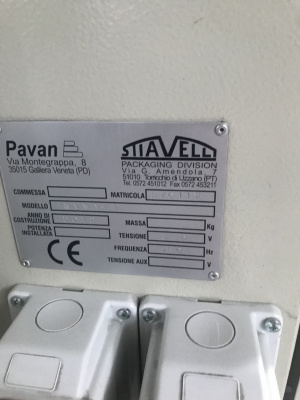 Pavan
Via Montegrappa, 8
35015 Galliera Veneta (PD)
STIAVELLI
PACKAGING DIVISION
Via G. Amendola, 7
51010 Torricchio di Uzzano (PT)
Tel. 0572 451012 Fax 0572 453211
COMMESSA
MATRICOLA
MODELLO
ANNO DI
COSTRUZIONE
MASSA Kg
POTENZA
INSTALLATA
TENSIONE V
FREQUENZA Hz
TENSIONE AUX V
CE